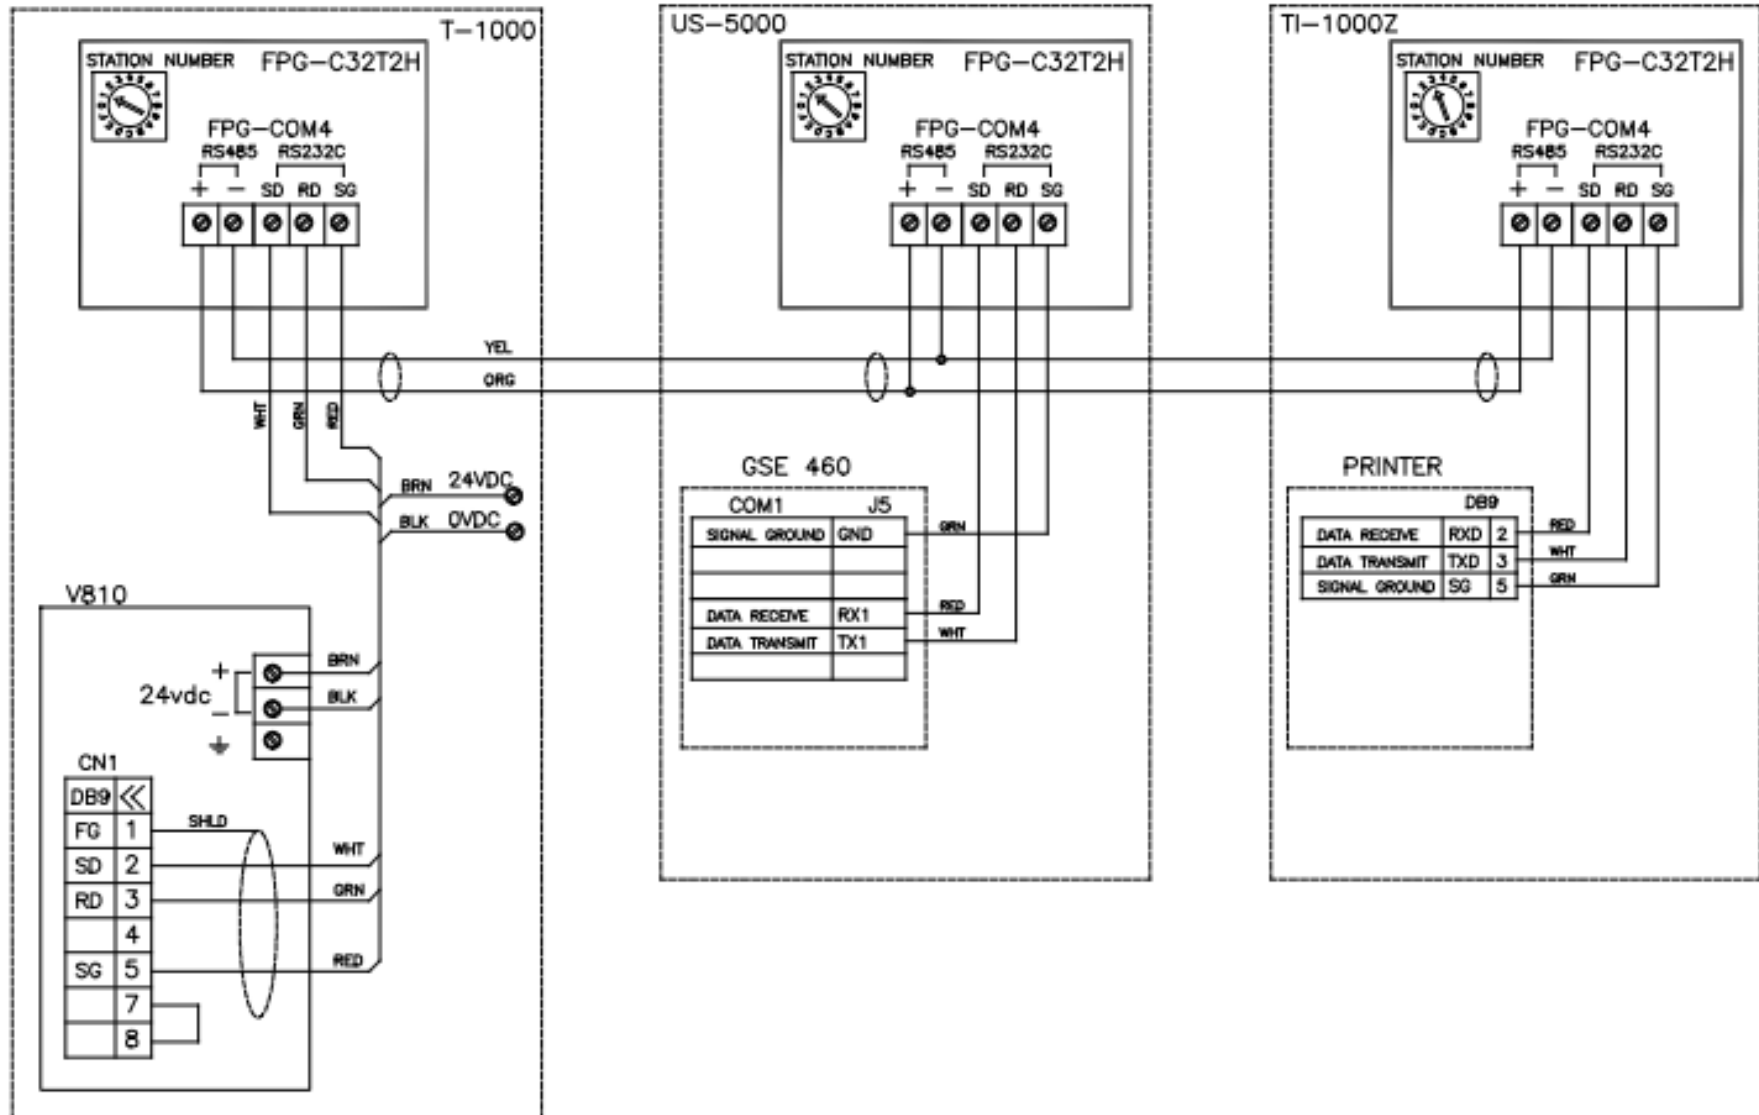 T-1000
STATION NUMBER FPG-C32T2H
FPG-COM4
RS485 RS232C
+ - SD RD SG
YEL
ORG
WHT GRN RED
BRN 24VDC
BLK 0VDC
V810
+ BRN
24vdc
- BLK
CN1
DB9
FG 1 SHLD
SD 2 WHT
RD 3 GRN
4
SG 5 RED
7
8
US-5000
STATION NUMBER FPG-C32T2H
FPG-COM4
RS485 RS232C
+ - SD RD SG
GSE 460
COM1 J5
SIGNAL GROUND GND GRN
DATA RECEIVE RX1 RED
DATA TRANSMIT TX1 WHT
TI-1000Z
STATION NUMBER FPG-C32T2H
FPG-COM4
RS485 RS232C
+ - SD RD SG
PRINTER
DB9
DATA RECEIVE RXD 2 RED
DATA TRANSMIT TXD 3 WHT
SIGNAL GROUND SG 5 GRN